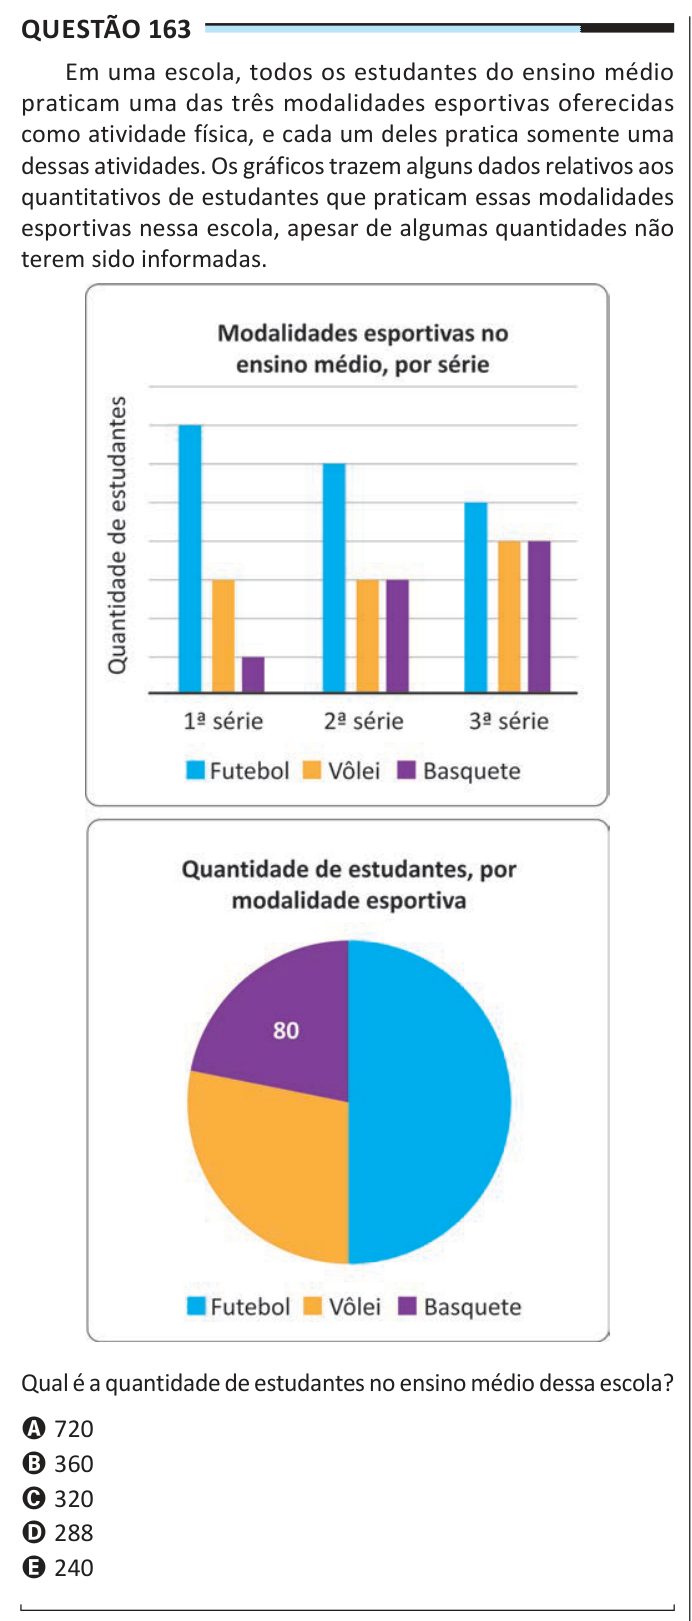 QUESTÃO 163
Em uma escola, todos os estudantes do ensino médio
praticam uma das três modalidades esportivas oferecidas
como atividade física, e cada um deles pratica somente uma
dessas atividades. Os gráficos trazem alguns dados relativos aos
quantitativos de estudantes que praticam essas modalidades
esportivas nessa escola, apesar de algumas quantidades não
terem sido informadas.
Modalidades esportivas no
ensino médio, por série
Quantidade de estudantes
1ª série 2ª série 3ª série
Futebol Vôlei Basquete
Quantidade de estudantes, por
modalidade esportiva
80
Futebol Vôlei Basquete
Qual é a quantidade de estudantes no ensino médio dessa escola?
A 720
B 360
C 320
D 288
E 240